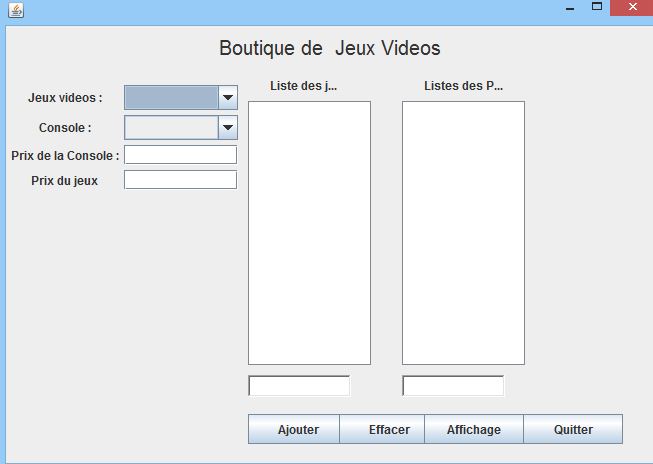 Boutique de Jeux Videos
Liste des j... Listes des P...
Jeux videos :
Console :
Prix de la Console :
Prix du jeux
Ajouter Effacer Affichage Quitter